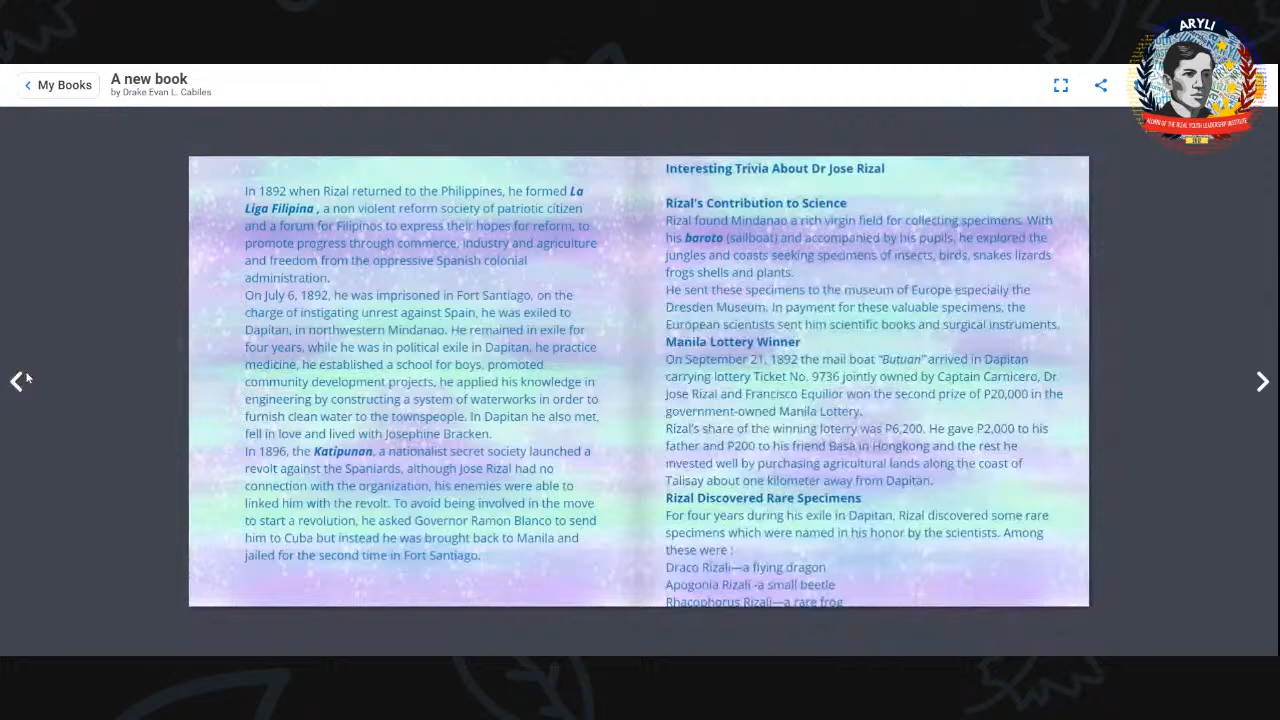 ARYLI
ALUMNI OF THE RIZAL YOUTH LEADERSHIP INSTITUTE
My Books
A new book
by Drake Evan L. Cabiles
In 1892 when Rizal returned to the Philippines, he formed La
Liga Filipina , a non violent reform society of patriotic citizen
and a forum for Filipinos to express their hopes for reform, to
promote progress through commerce, industry and agriculture
and freedom from the oppressive Spanish colonial
administration.
On July 6, 1892, he was imprisoned in Fort Santiago, on the
charge of instigating unrest against Spain, he was exiled to
Dapitan, in northwestern Mindanao. He remained in exile for
four years, while he was in political exile in Dapitan, he practice
medicine, he established a school for boys, promoted
community development projects, he applied his knowledge in
engineering by constructing a system of waterworks in order to
furnish clean water to the townspeople. In Dapitan he also met,
fell in love and lived with Josephine Bracken.
In 1896, the Katipunan, a nationalist secret society launched a
revolt against the Spaniards, although Jose Rizal had no
connection with the organization, his enemies were able to
linked him with the revolt. To avoid being involved in the move
to start a revolution, he asked Governor Ramon Blanco to send
him to Cuba but instead he was brought back to Manila and
jailed for the second time in Fort Santiago.
Interesting Trivia About Dr Jose Rizal
Rizal's Contribution to Science
Rizal found Mindanao a rich virgin field for collecting specimens. With
his baroto (sailboat) and accompanied by his pupils, he explored the
jungles and coasts seeking specimens of insects, birds, snakes lizards
frogs shells and plants.
He sent these specimens to the museum of Europe especially the
Dresden Museum. In payment for these valuable specimens, the
European scientists sent him scientific books and surgical instruments.
Manila Lottery Winner
On September 21, 1892 the mail boat "Butuan" arrived in Dapitan
carrying lottery Ticket No. 9736 jointly owned by Captain Carnicero, Dr
Jose Rizal and Francisco Equilior won the second prize of P20,000 in the
government-owned Manila Lottery.
Rizal's share of the winning loterry was P6,200. He gave P2,000 to his
father and P200 to his friend Basa in Hongkong and the rest he
invested well by purchasing agricultural lands along the coast of
Talisay about one kilometer away from Dapitan.
Rizal Discovered Rare Specimens
For four years during his exile in Dapitan, Rizal discovered some rare
specimens which were named in his honor by the scientists. Among
these were :
Draco Rizali—a flying dragon
Apogonia Rizali -a small beetle
Rhacophorus Rizali—a rare frog